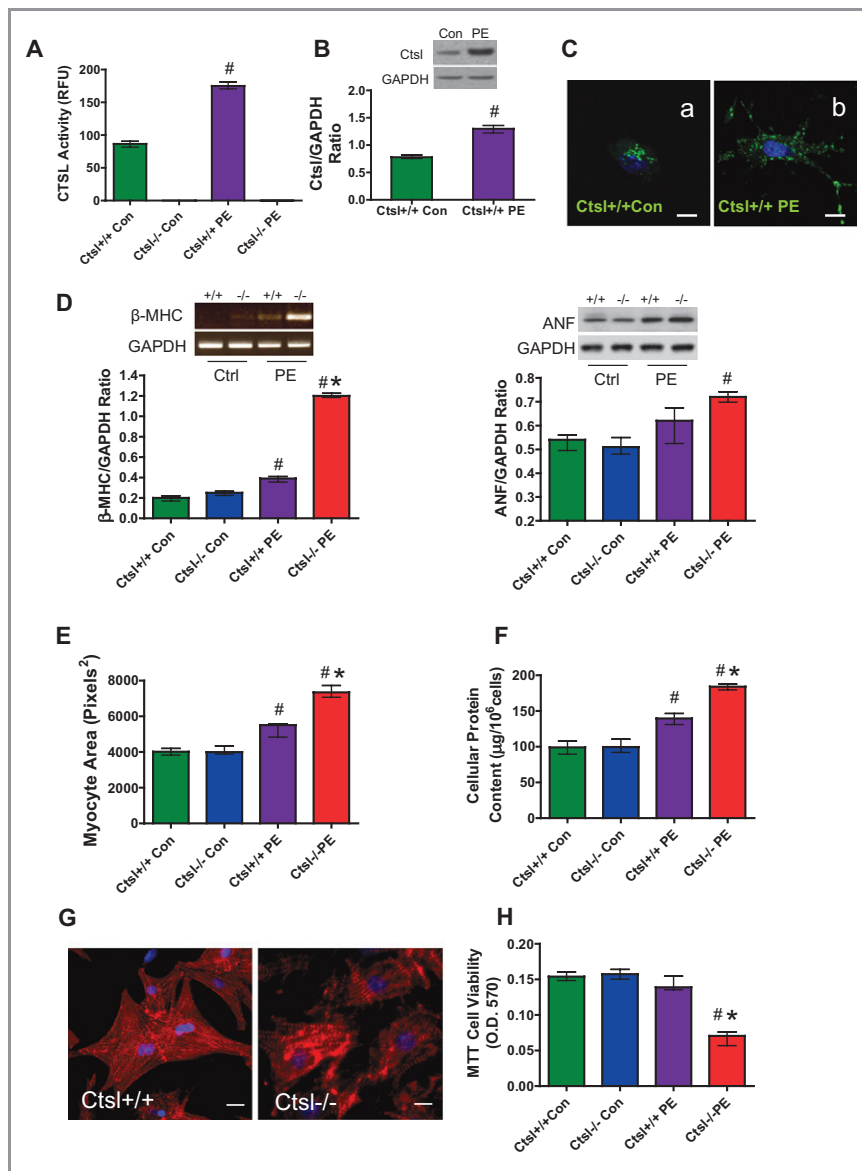 A
CTSL Activity (RFU)
200
150
100
50
0
#
Ctsl+/+ Con
Ctsl-/- Con
Ctsl+/+ PE
Ctsl-/- PE
B
Con PE
Ctsl
GAPDH
Ctsl/GAPDH
Ratio
2.0
1.5
1.0
0.5
0.0
#
Ctsl+/+ Con
Ctsl+/+ PE
C
a
Ctsl+/+Con
b
Ctsl+/+ PE
D
+/+ -/- +/+ -/-
β-MHC
GAPDH
Ctrl PE
β-MHC/GAPDH Ratio
1.4
1.2
1.0
0.8
0.6
0.4
0.2
0.0
#
#*
Ctsl+/+ Con
Ctsl-/- Con
Ctsl+/+ PE
Ctsl-/- PE
+/+ -/- +/+ -/-
ANF
GAPDH
Ctrl PE
ANF/GAPDH Ratio
0.8
0.7
0.6
0.5
0.4
0.3
0.2
#
Ctsl+/+ Con
Ctsl-/- Con
Ctsl+/+ PE
Ctsl-/- PE
E
Myocyte Area (Pixels²)
8000
6000
4000
2000
0
#
#*
Ctsl+/+ Con
Ctsl-/- Con
Ctsl+/+ PE
Ctsl-/-PE
F
Cellular Protein
Content (µg/10⁶cells)
200
150
100
50
0
#
#*
Ctsl+/+ Con
Ctsl-/- Con
Ctsl+/+ PE
Ctsl-/- PE
G
Ctsl+/+
Ctsl-/-
H
MTT Cell Viability
(O.D. 570)
0.20
0.15
0.10
0.05
0.00
#*
Ctsl+/+Con
Ctsl-/- Con
Ctsl+/+ PE
Ctsl-/-PE